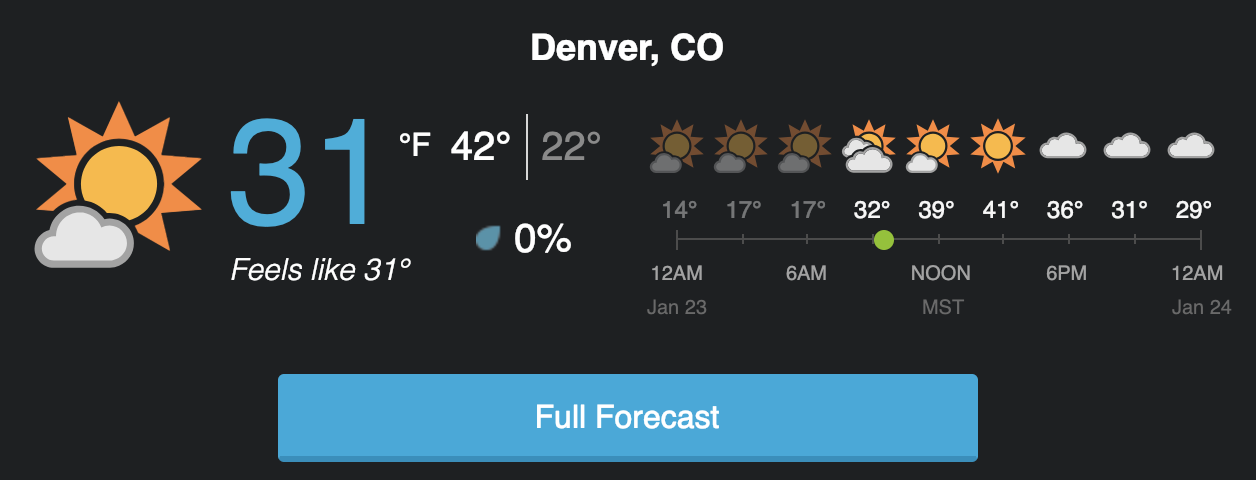 Denver, CO
31 °F 42° 22°
0%
Feels like 31°
14° 17° 17° 32° 39° 41° 36° 31° 29°
12AM 6AM NOON 6PM 12AM
Jan 23 MST Jan 24
Full Forecast